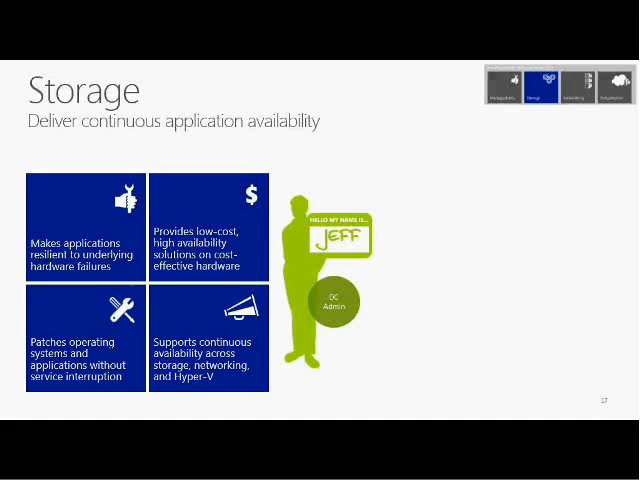 Storage
Deliver continuous application availability
Makes applications
resilient to underlying
hardware failures
$
Provides low-cost,
high availability
solutions on cost-
effective hardware
Patches operating
systems and
applications without
service interruption
Supports continuous
availability across
storage, networking,
and Hyper-V
HELLO MY NAME IS...
JEFF
DC
Admin
Storage
Networking
17